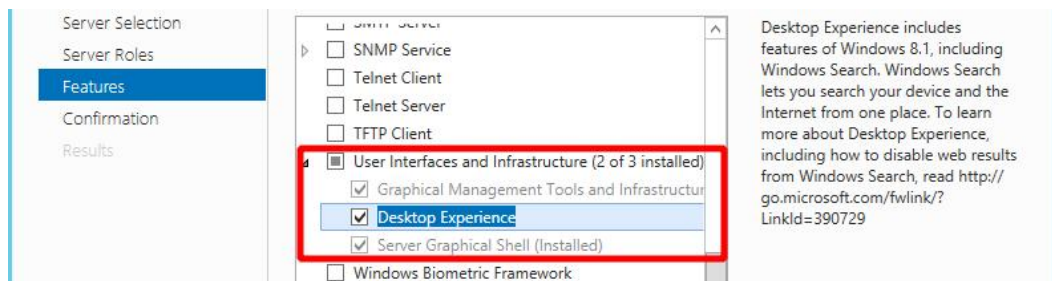 Server Selection
Server Roles
Features
Confirmation
Results
SMTP Server
SNMP Service
Telnet Client
Telnet Server
TFTP Client
User Interfaces and Infrastructure (2 of 3 installed)
Graphical Management Tools and Infrastructur
Desktop Experience
Server Graphical Shell (Installed)
Windows Biometric Framework
Desktop Experience includes
features of Windows 8.1, including
Windows Search. Windows Search
lets you search your device and the
Internet from one place. To learn
more about Desktop Experience,
including how to disable web results
from Windows Search, read http://
go.microsoft.com/fwlink/?
LinkId=390729